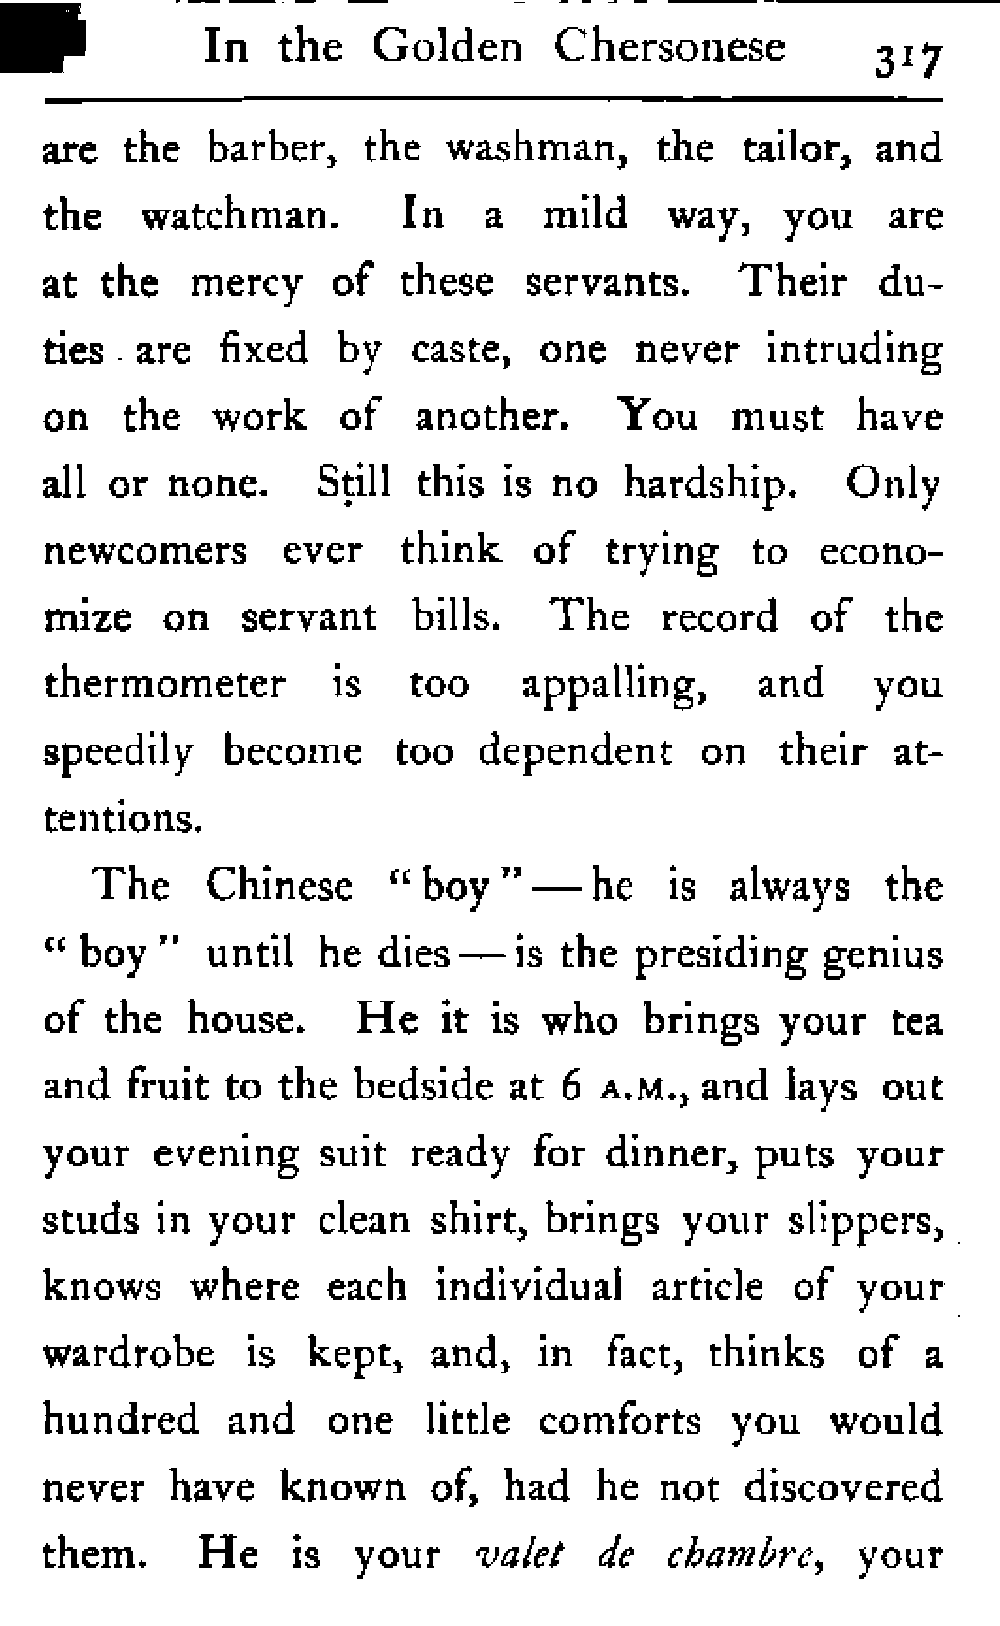 In the Golden Chersonese 317
are the barber, the washman, the tailor, and
the watchman. In a mild way, you are
at the mercy of these servants. Their du-
ties are fixed by caste, one never intruding
on the work of another. You must have
all or none. Still this is no hardship. Only
newcomers ever think of trying to econo-
mize on servant bills. The record of the
thermometer is too appalling, and you
speedily become too dependent on their at-
tentions.
The Chinese “boy”—he is always the
“boy” until he dies—is the presiding genius
of the house. He it is who brings your tea
and fruit to the bedside at 6 A.M., and lays out
your evening suit ready for dinner, puts your
studs in your clean shirt, brings your slippers,
knows where each individual article of your
wardrobe is kept, and, in fact, thinks of a
hundred and one little comforts you would
never have known of, had he not discovered
them. He is your valet de chambre, your